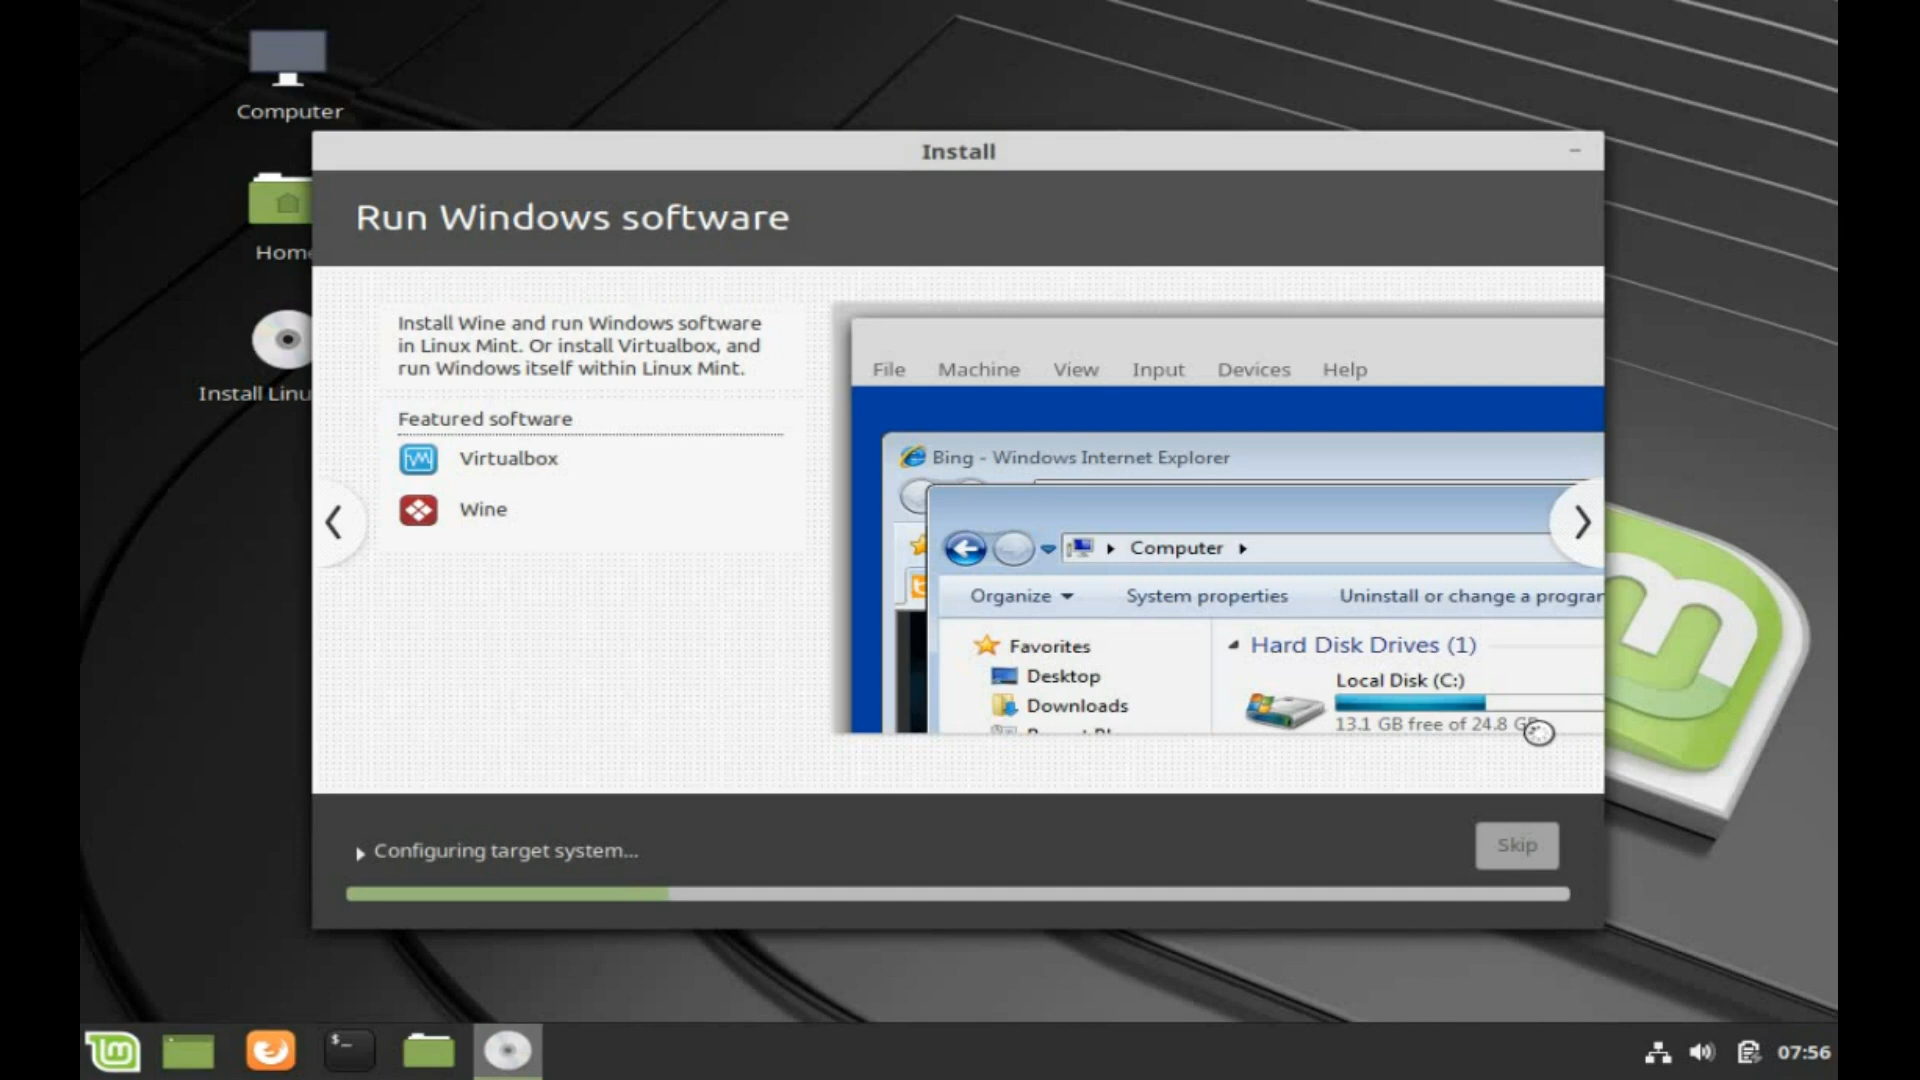 Computer
Install
Run Windows software
Home
Install Wine and run Windows software
in Linux Mint. Or install Virtualbox, and
run Windows itself within Linux Mint.
File Machine View Input Devices Help
Install Linu
Featured software
Virtualbox
Bing - Windows Internet Explorer
Wine
Computer
Organize System properties Uninstall or change a program
Favorites
Hard Disk Drives (1)
Desktop
Local Disk (C:)
Downloads
13.1 GB free of 24.8 GB
Configuring target system...
Skip
$_
07:56